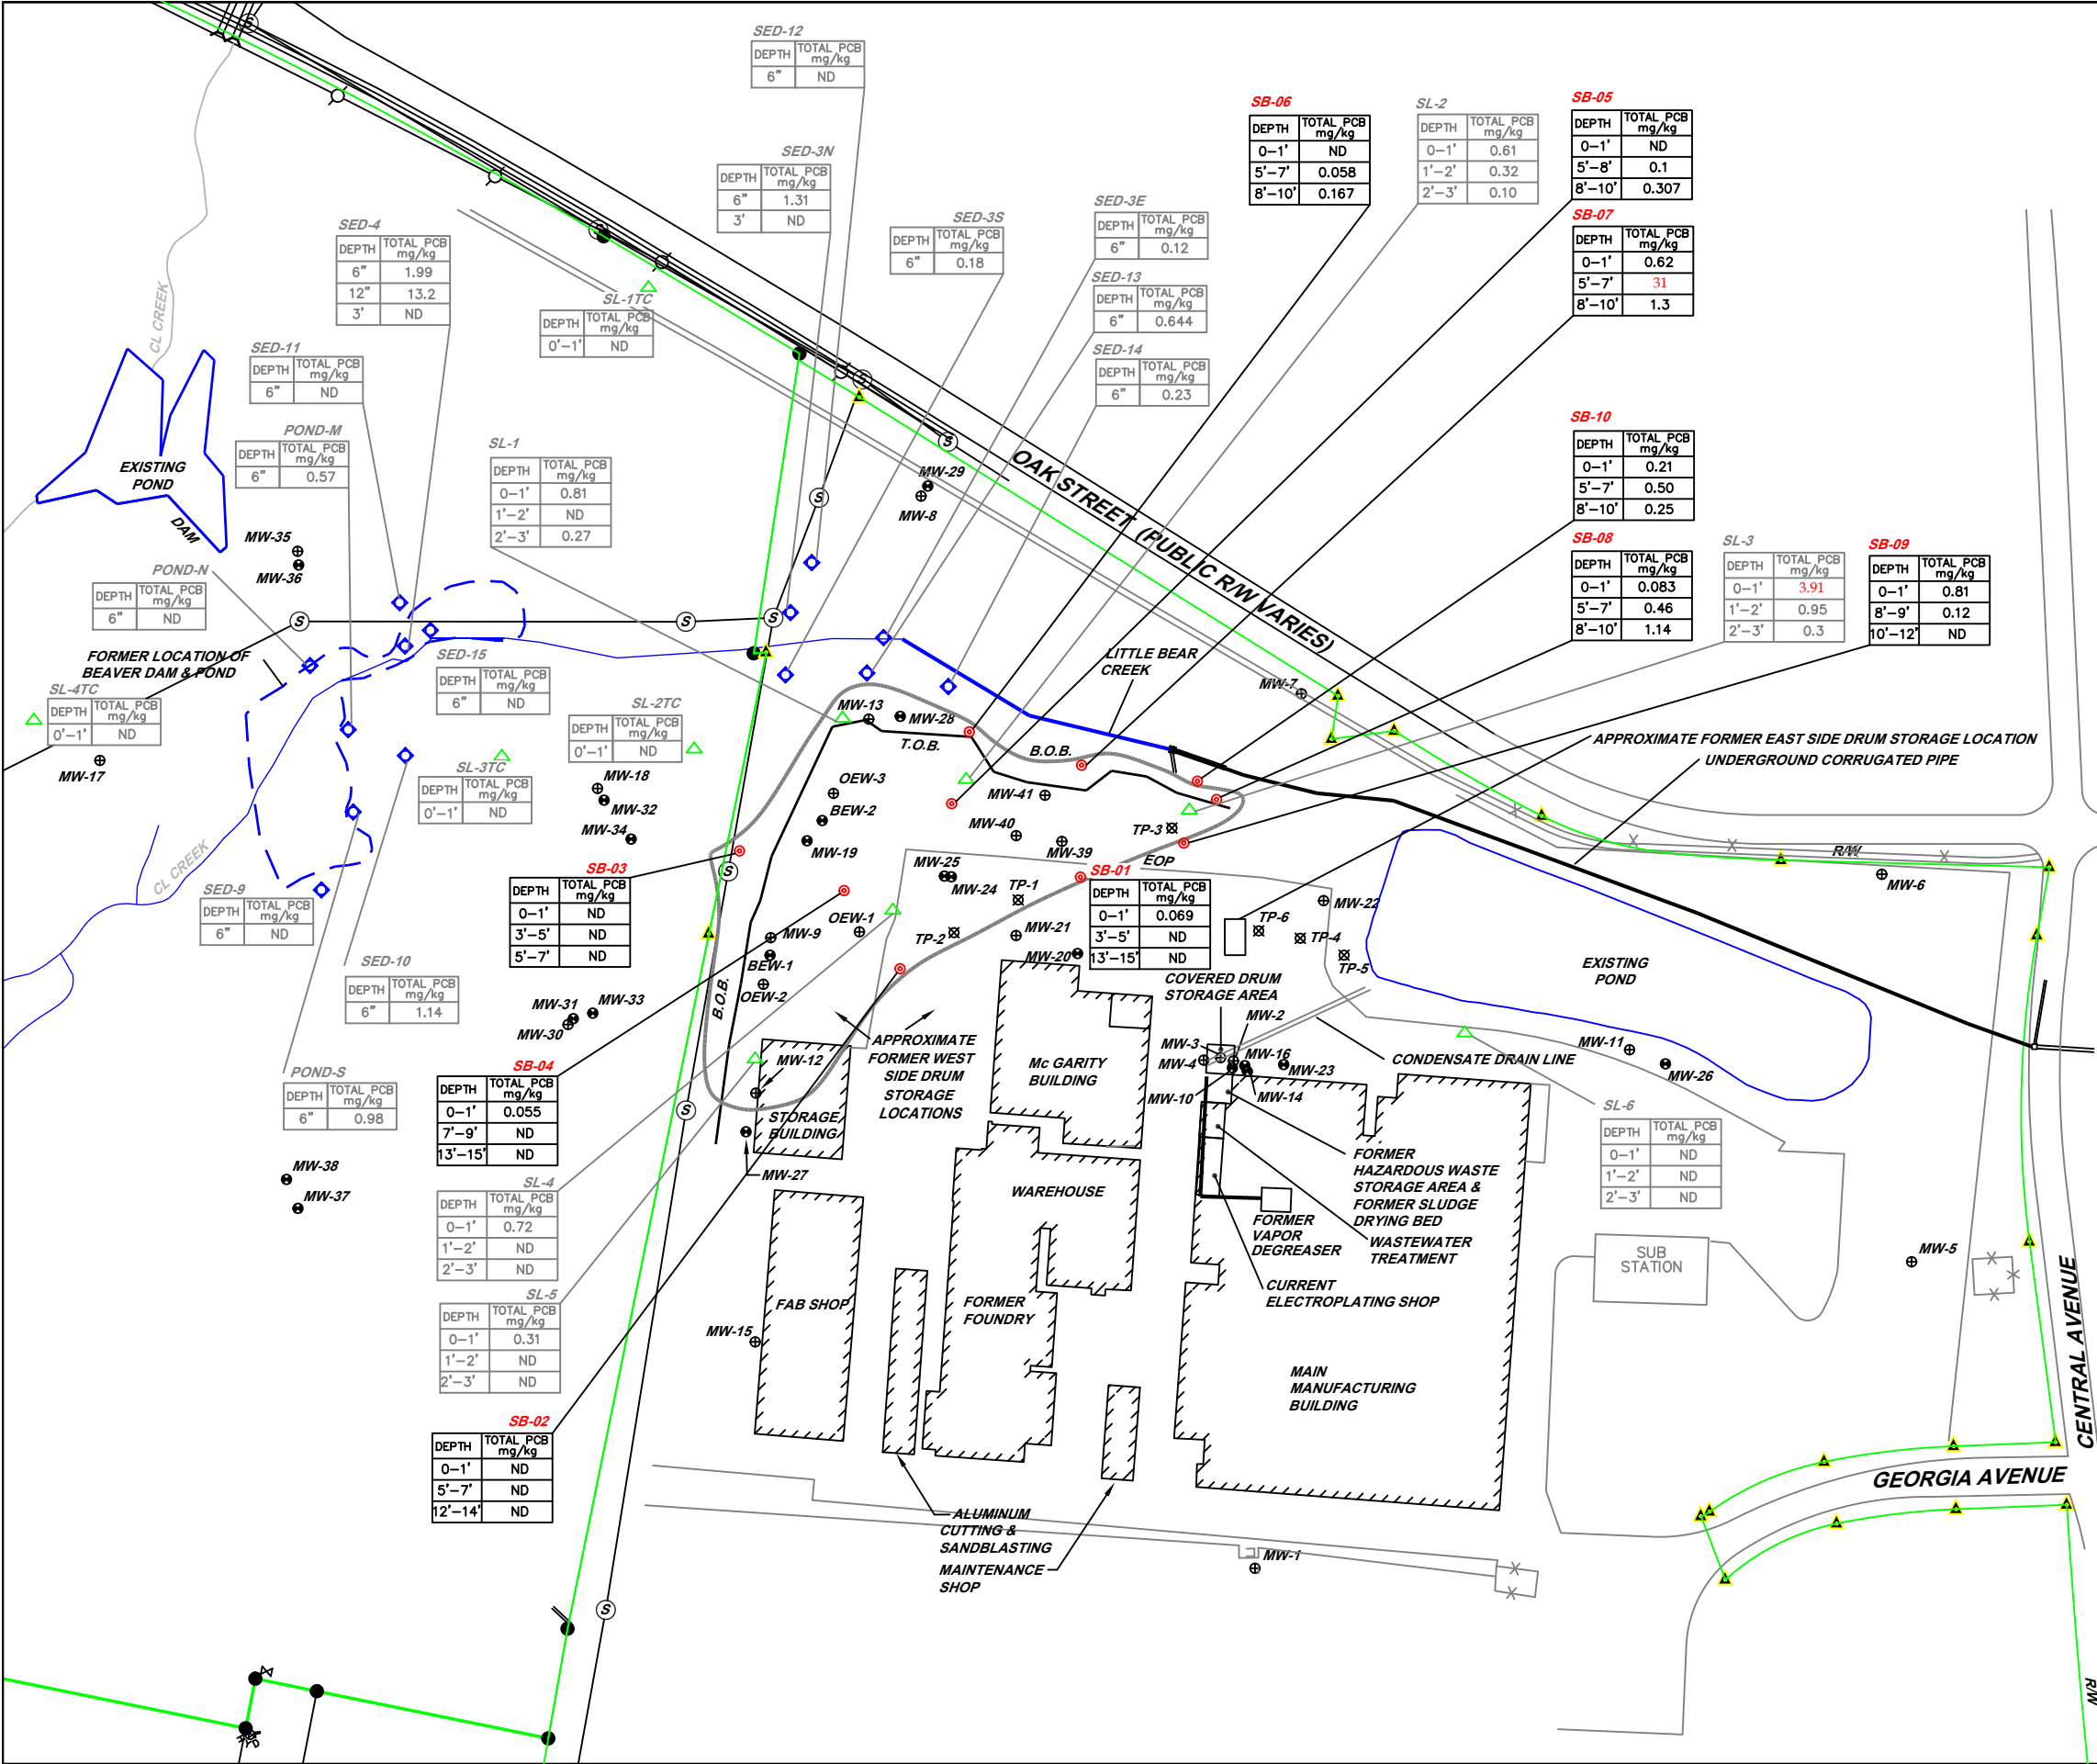 SED-12
DEPTH TOTAL PCB mg/kg
6" ND
SED-3N
DEPTH TOTAL PCB mg/kg
6" 1.31
3' ND
SED-4
DEPTH TOTAL PCB mg/kg
6" 1.99
12" 13.2
3' ND
SED-3S
DEPTH TOTAL PCB mg/kg
6" 0.18
SED-3E
DEPTH TOTAL PCB mg/kg
6" 0.12
SED-13
DEPTH TOTAL PCB mg/kg
6" 0.644
SED-14
DEPTH TOTAL PCB mg/kg
6" 0.23
SB-06
DEPTH TOTAL PCB mg/kg
0-1' ND
5'-7' 0.058
8'-10' 0.167
SL-2
DEPTH TOTAL PCB mg/kg
0-1' 0.61
1'-2' 0.32
2'-3' 0.10
SB-05
DEPTH TOTAL PCB mg/kg
0-1' ND
5'-8' 0.1
8'-10' 0.307
SB-07
DEPTH TOTAL PCB mg/kg
0-1' 0.62
5'-7' 31
8'-10' 1.3
SB-10
DEPTH TOTAL PCB mg/kg
0-1' 0.21
5'-7' 0.50
8'-10' 0.25
SB-08
DEPTH TOTAL PCB mg/kg
0-1' 0.083
5'-7' 0.46
8'-10' 1.14
SL-3
DEPTH TOTAL PCB mg/kg
0-1' 3.91
1'-2' 0.95
2'-3' 0.3
SB-09
DEPTH TOTAL PCB mg/kg
0-1' 0.81
8'-9' 0.12
10'-12' ND
SL-1TC
DEPTH TOTAL PCB mg/kg
0'-1' ND
SED-11
DEPTH TOTAL PCB mg/kg
6" ND
POND-M
DEPTH TOTAL PCB mg/kg
6" 0.57
SL-1
DEPTH TOTAL PCB mg/kg
0-1' 0.81
1'-2' ND
2'-3' 0.27
CL CREEK
EXISTING
POND
DAM
MW-35
MW-36
POND-N
DEPTH TOTAL PCB mg/kg
6" ND
FORMER LOCATION OF
BEAVER DAM & POND
SL-4TC
DEPTH TOTAL PCB mg/kg
0'-1' ND
MW-17
SED-15
DEPTH TOTAL PCB mg/kg
6" ND
SL-2TC
DEPTH TOTAL PCB mg/kg
0'-1' ND
SL-3TC
DEPTH TOTAL PCB mg/kg
0'-1' ND
CL CREEK
SED-9
DEPTH TOTAL PCB mg/kg
6" ND
SED-10
DEPTH TOTAL PCB mg/kg
6" 1.14
POND-S
DEPTH TOTAL PCB mg/kg
6" 0.98
MW-38
MW-37
S
S
S
S
S
S
S
S
S
S
S
MW-29
MW-8
OAK STREET (PUBLIC R/W VARIES)
LITTLE BEAR
CREEK
MW-7
MW-13
MW-28
T.O.B.
B.O.B.
MW-18
MW-32
MW-34
OEW-3
BEW-2
MW-19
MW-41
MW-40
MW-39
TP-3
EOP
APPROXIMATE FORMER EAST SIDE DRUM STORAGE LOCATION
UNDERGROUND CORRUGATED PIPE
R/W
MW-6
SB-03
DEPTH TOTAL PCB mg/kg
0-1' ND
3'-5' ND
5'-7' ND
MW-25
MW-24
TP-1
SB-01
DEPTH TOTAL PCB mg/kg
0-1' 0.069
3'-5' ND
13'-15' ND
OEW-1
TP-2
MW-21
MW-20
MW-9
BEW-1
OEW-2
B.O.B.
MW-22
TP-6
TP-4
TP-5
EXISTING
POND
COVERED DRUM
STORAGE AREA
MW-31
MW-33
MW-30
APPROXIMATE
FORMER WEST
SIDE DRUM
STORAGE
LOCATIONS
MW-12
Mc GARITY
BUILDING
MW-2
MW-3
MW-4
MW-16
MW-23
MW-10
MW-14
CONDENSATE DRAIN LINE
MW-11
MW-26
SB-04
DEPTH TOTAL PCB mg/kg
0-1' 0.055
7'-9' ND
13'-15' ND
STORAGE
BUILDING
MW-27
SL-4
DEPTH TOTAL PCB mg/kg
0-1' 0.72
1'-2' ND
2'-3' ND
SL-5
DEPTH TOTAL PCB mg/kg
0-1' 0.31
1'-2' ND
2'-3' ND
SB-02
DEPTH TOTAL PCB mg/kg
0-1' ND
5'-7' ND
12'-14' ND
SL-6
DEPTH TOTAL PCB mg/kg
0-1' ND
1'-2' ND
2'-3' ND
WAREHOUSE
FORMER
HAZARDOUS WASTE
STORAGE AREA &
FORMER SLUDGE
DRYING BED
FORMER
VAPOR
DEGREASER
WASTEWATER
TREATMENT
CURRENT
ELECTROPLATING SHOP
SUB
STATION
MW-5
FAB SHOP
FORMER
FOUNDRY
MW-15
MAIN
MANUFACTURING
BUILDING
CENTRAL AVENUE
GEORGIA AVENUE
ALUMINUM
CUTTING &
SANDBLASTING
MAINTENANCE
SHOP
MW-1
R/W